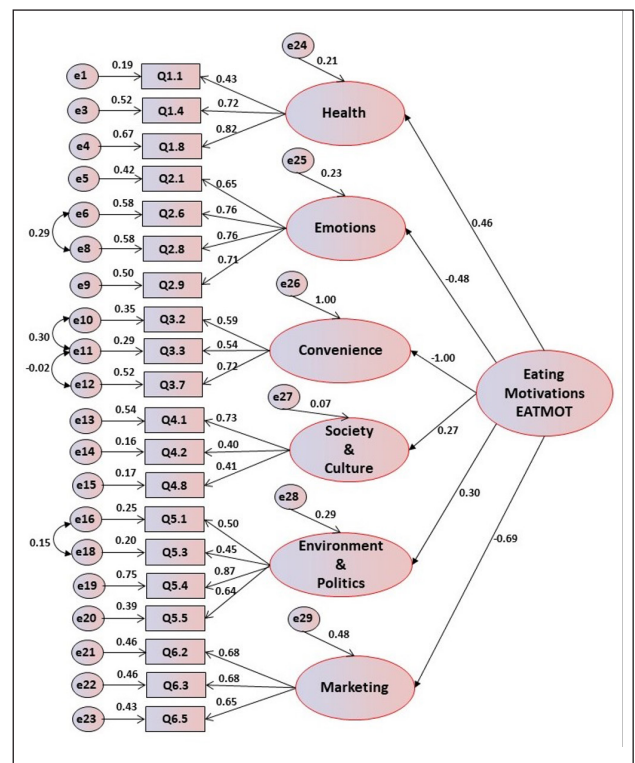 e24
0.21
e1 0.19 Q1.1 0.43
e3 0.52 Q1.4 0.72
Health
e4 0.67 Q1.8 0.82
e25
0.23
e5 0.42 Q2.1 0.65
0.46
e6 0.58 Q2.6 0.76
Emotions
0.29
e8 0.58 Q2.8 0.76
e9 0.50 Q2.9 0.71
-0.48
e26
1.00
e10 0.35 Q3.2 0.59
0.30
e11 0.29 Q3.3 0.54
Convenience
-0.02
e12 0.52 Q3.7 0.72
-1.00
Eating
Motivations
EATMOT
e27
0.07
e13 0.54 Q4.1 0.73
0.27
e14 0.16 Q4.2 0.40
Society
&
Culture
e15 0.17 Q4.8 0.41
e28
0.29
0.30
e16 0.25 Q5.1 0.50
0.15
e18 0.20 Q5.3 0.45
Environment
&
Politics
-0.69
e19 0.75 Q5.4 0.87
e20 0.39 Q5.5 0.64
e29
0.48
e21 0.46 Q6.2 0.68
e22 0.46 Q6.3 0.68
Marketing
e23 0.43 Q6.5 0.65